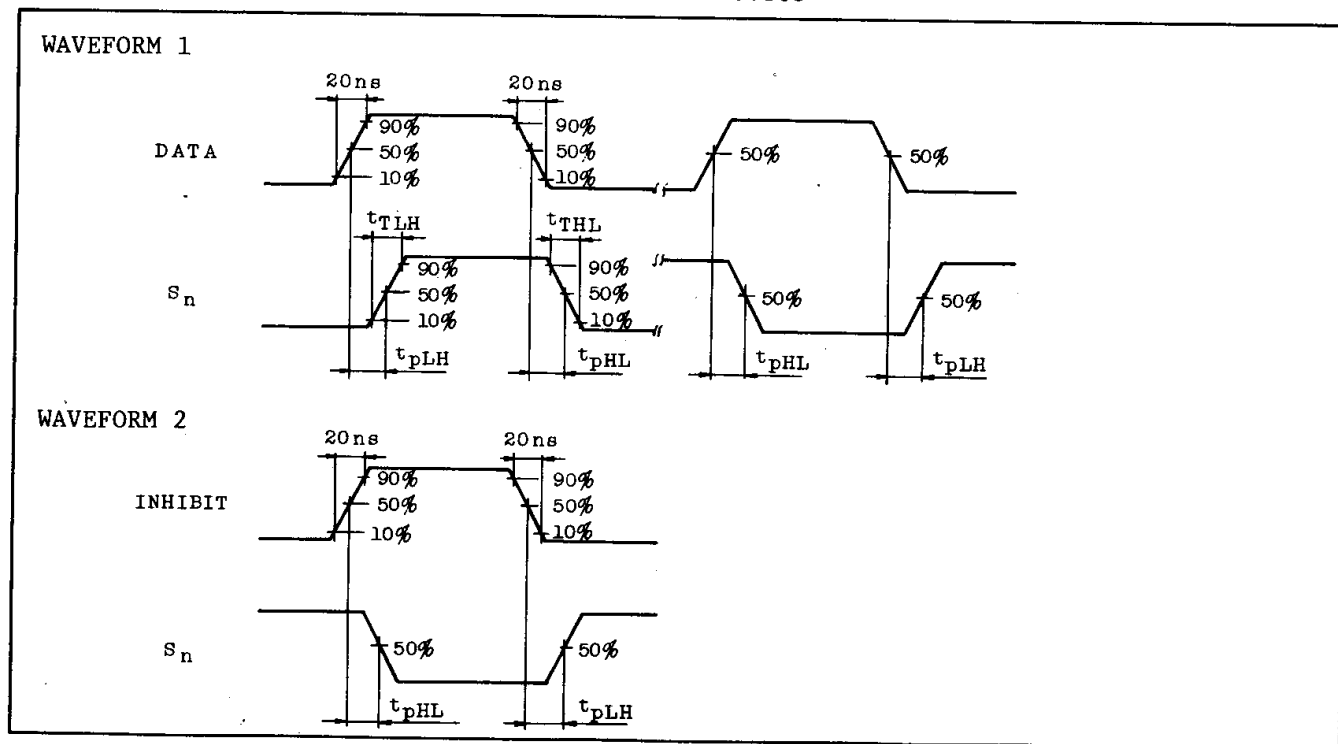 WAVEFORM 1
20ns 20ns
90% 90%
DATA 50% 50% 50% 50%
10% 10%
tTLH tTHL
90% 90%
Sn 50% 50% 50% 50%
10% 10%
tpLH tpHL tpHL tpLH
WAVEFORM 2
20ns 20ns
90% 90%
INHIBIT 50% 50%
10% 10%
Sn 50% 50%
tpHL tpLH